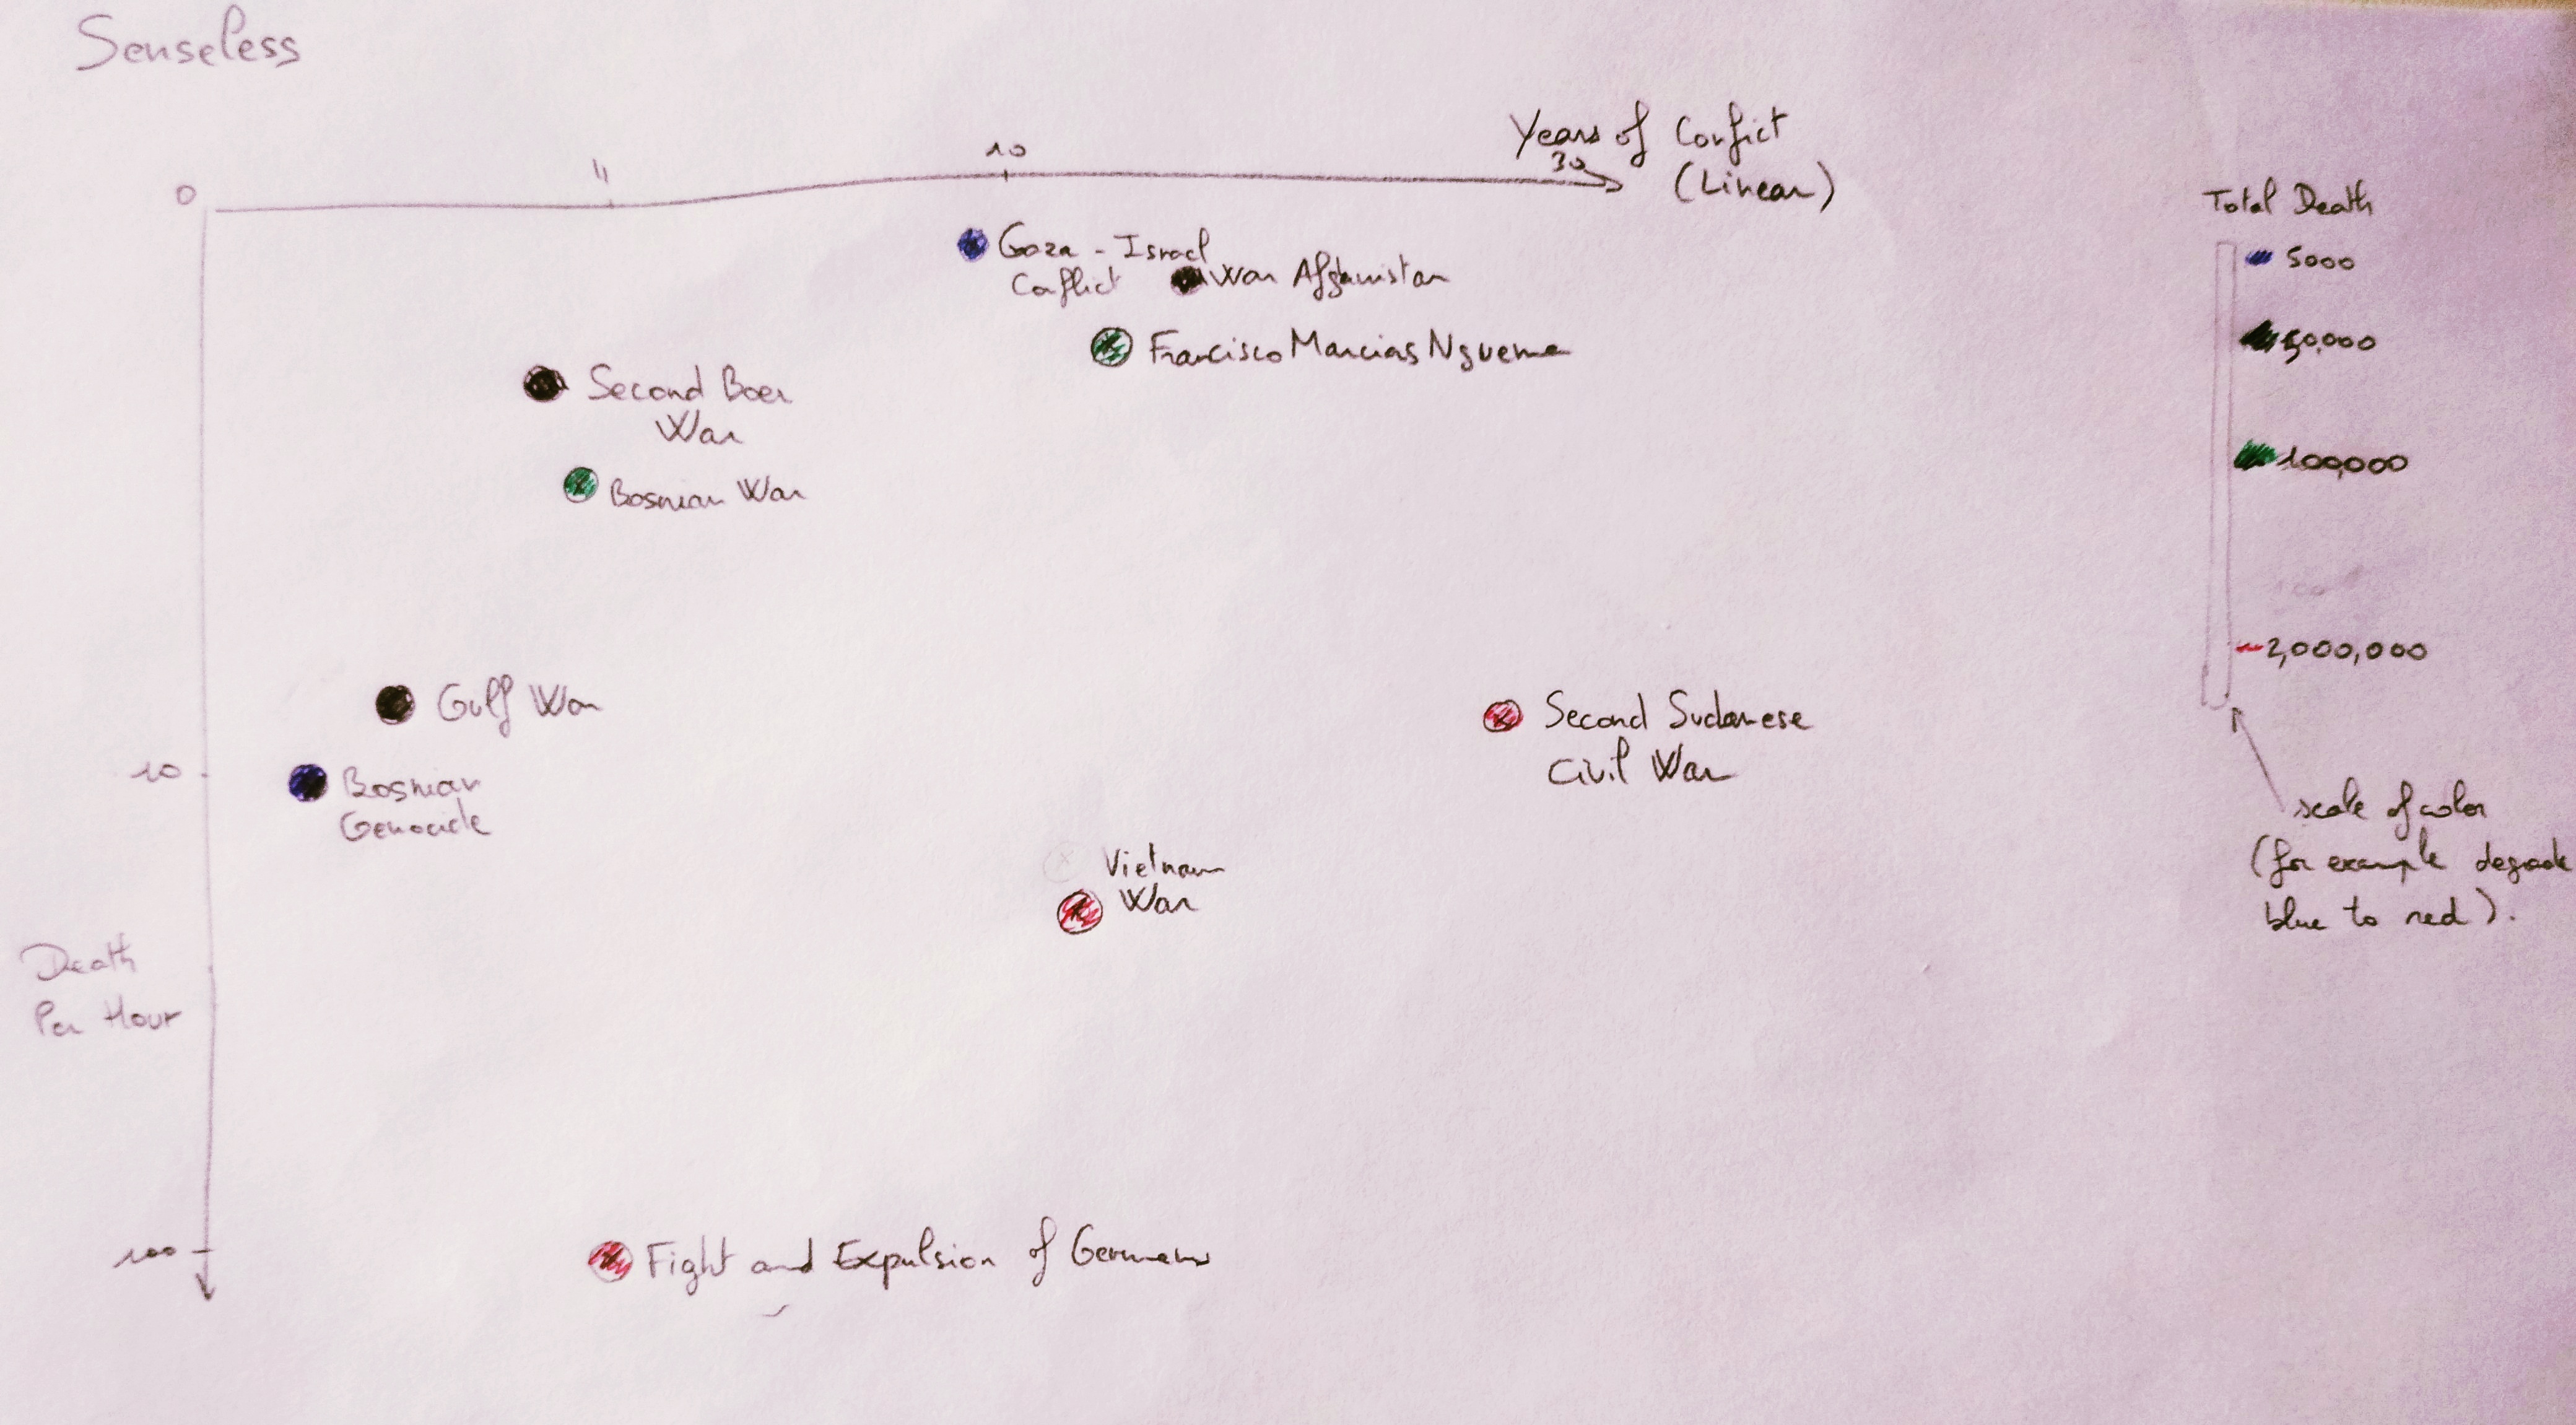 Senseless
Years of Confict
(Linear)
0
4
10
30
Gaza - Israel
Conflict
War Afganistan
Francisco Marcias Nguema
Second Boer
War
Bosnian War
Gulf War
10
Bosnian
Genocide
Second Sudanese
Civil War
Vietnam
War
Death
Per Hour
100
Fight and Expulsion of Germans
Total Death
5000
50,000
100,000
2,000,000
scale of color
(for example degrade
blue to red).